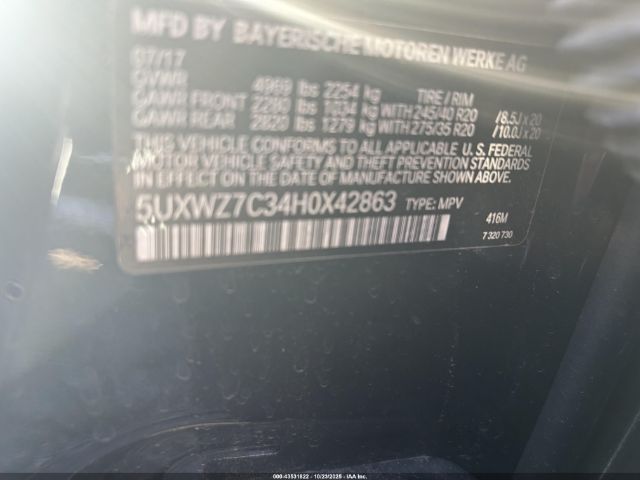 MFD BY BAYERISCHE MOTOREN WERKE AG
07/17
GVWR 4969 lbs 2254 kg TIRE / RIM
GAWR FRONT 2280 lbs 1034 kg WITH 245/40 R20 /8.5J x 20
GAWR REAR 2820 lbs 1279 kg WITH 275/35 R20 /10.0J x 20
THIS VEHICLE CONFORMS TO ALL APPLICABLE U. S. FEDERAL
MOTOR VEHICLE SAFETY AND THEFT PREVENTION STANDARDS
IN EFFECT ON THE DATE OF MANUFACTURE SHOWN ABOVE.
5UXWZ7C34H0X42863 TYPE: MPV
416M
7 320 730
000-43531822 - 10/23/2025 - IAA Inc.